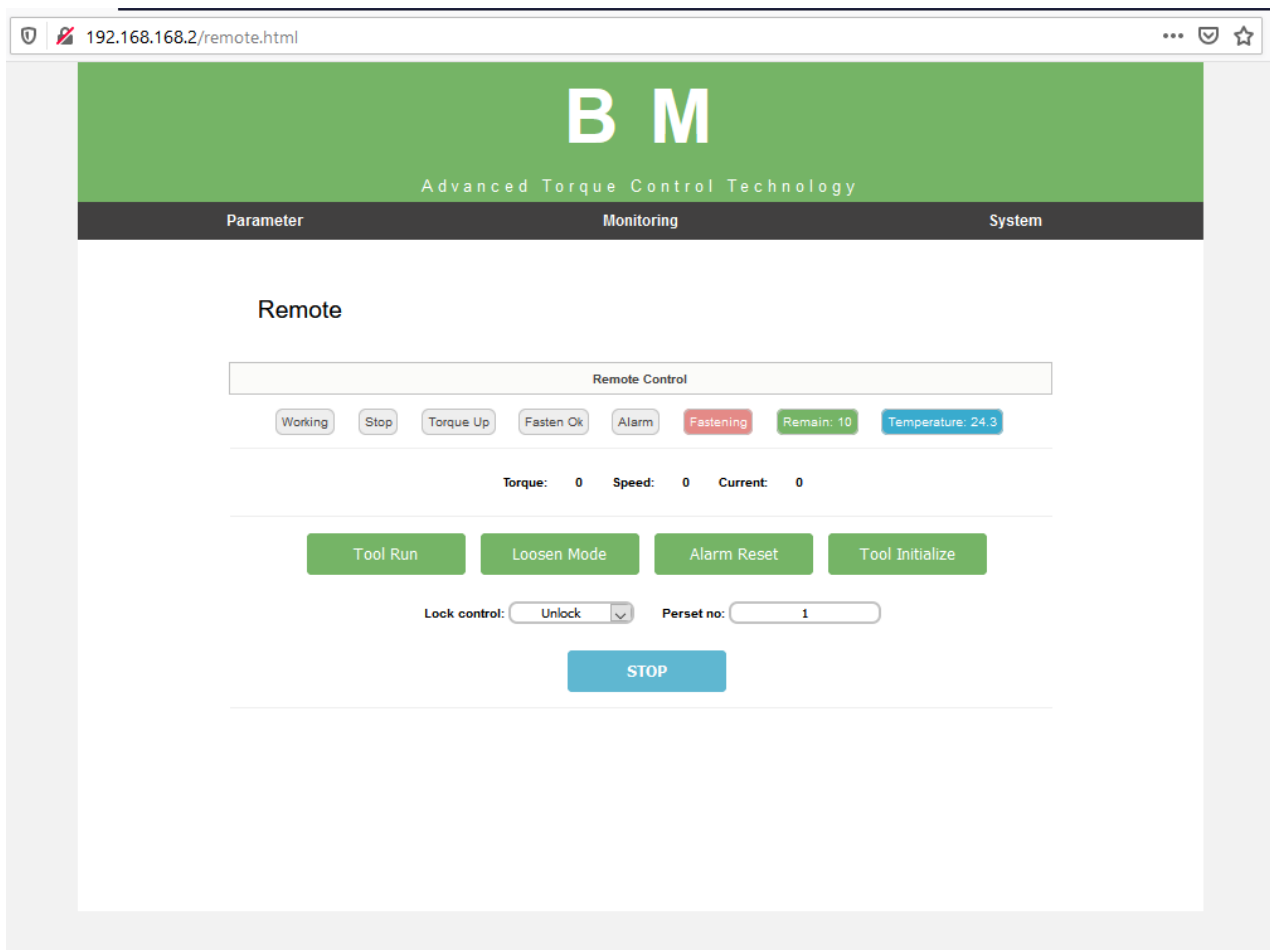 192.168.168.2/remote.html
B M
Advanced Torque Control Technology
Parameter Monitoring System
Remote
Remote Control
Working Stop Torque Up Fasten Ok Alarm Fastening Remain: 10 Temperature: 24.3
Torque: 0 Speed: 0 Current: 0
Tool Run Loosen Mode Alarm Reset Tool Initialize
Lock control: Unlock Perset no: 1
STOP